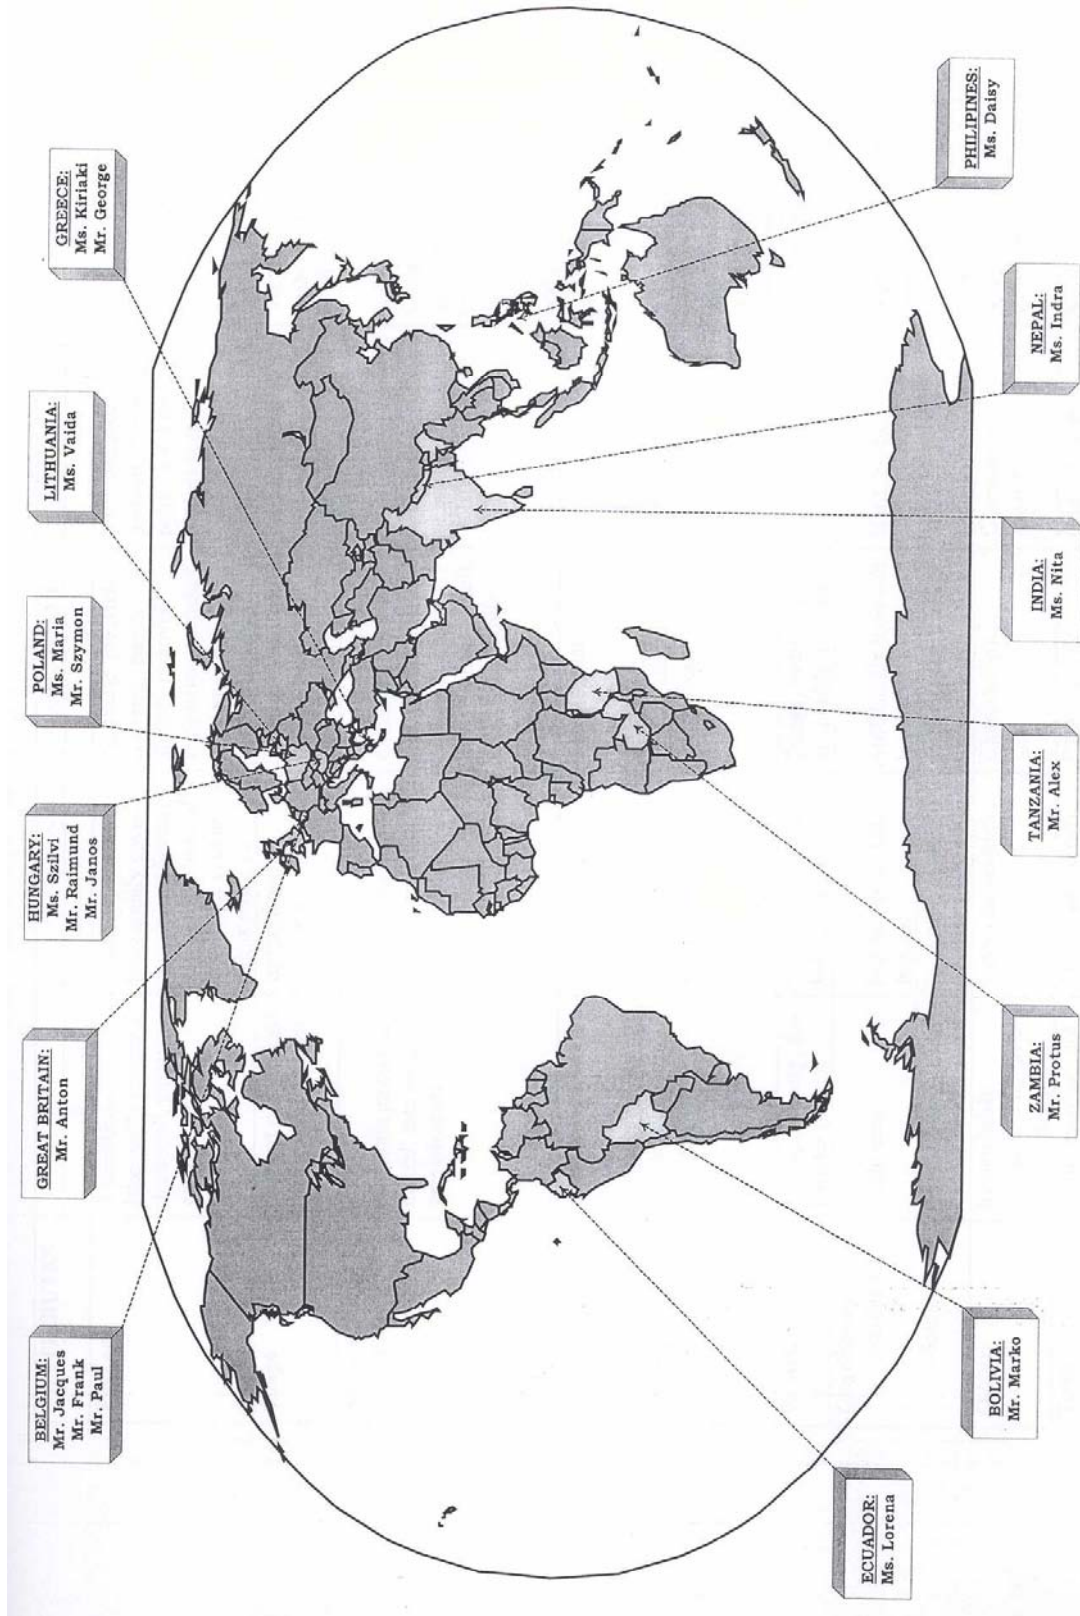 BELGIUM:
Mr. Jacques
Mr. Frank
Mr. Paul
GREAT BRITAIN:
Mr. Anton
HUNGARY:
Ms. Szilvi
Mr. Raimund
Mr. Janos
POLAND:
Ms. Maria
Mr. Szymon
LITHUANIA:
Ms. Vaida
GREECE:
Ms. Kiriaki
Mr. George
ECUADOR:
Ms. Lorena
BOLIVIA:
Mr. Marko
ZAMBIA:
Mr. Protus
TANZANIA:
Mr. Alex
INDIA:
Ms. Nita
NEPAL:
Ms. Indra
PHILIPINES:
Ms. Daisy